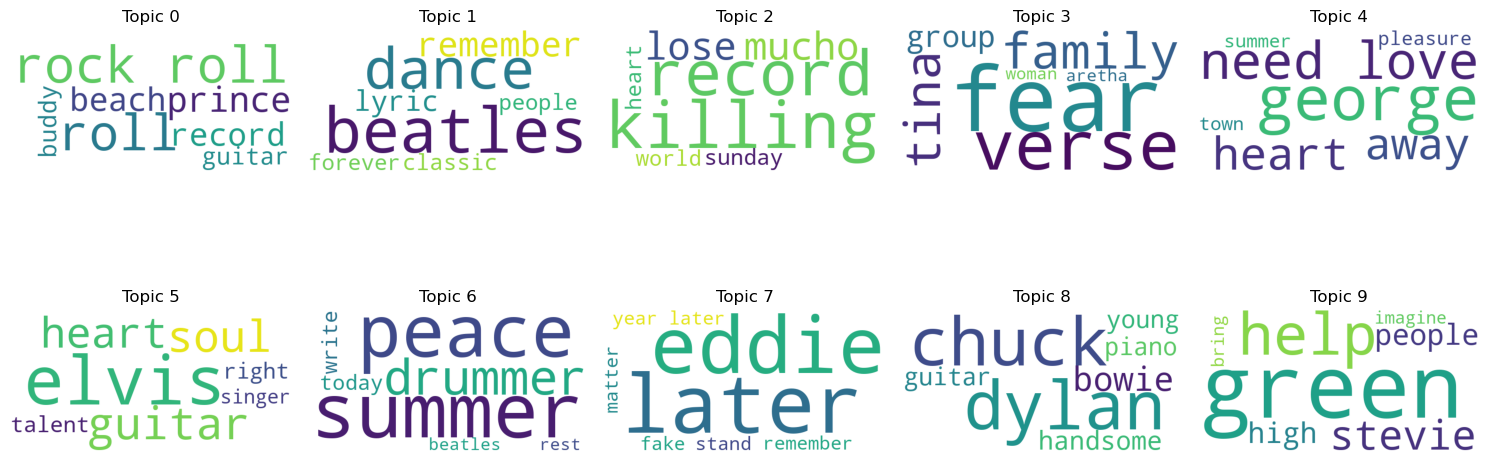 Topic 0
rock roll
beach prince
buddy
roll record
guitar
Topic 1
remember
dance
lyric people
beatles
forever classic
Topic 2
lose mucho
heart
record
killing
world sunday
Topic 3
group family
woman aretha
tina
fear
verse
Topic 4
summer pleasure
need love
george
town
heart away
Topic 5
heart soul
elvis right
singer
talent guitar
Topic 6
write peace
today drummer
summer
beatles rest
Topic 7
year later
eddie
matter
later
fake stand remember
Topic 8
chuck young
piano
guitar bowie
dylan
handsome
Topic 9
bring help imagine
people
green
high stevie